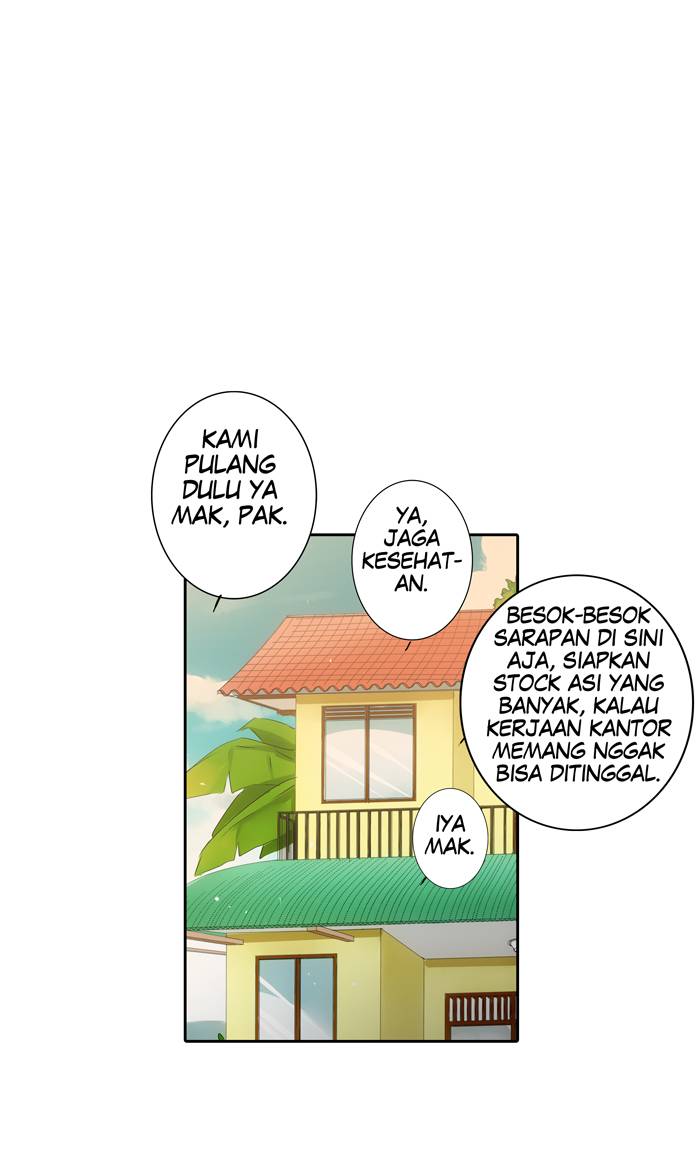 KAMI
PULANG
DULU YA
MAK, PAK.
YA,
JAGA
KESEHAT-
AN.
BESOK-BESOK
SARAPAN DI SINI
AJA, SIAPKAN
STOCK ASI YANG
BANYAK, KALAU
KERJAAN KANTOR
MEMANG NGGAK
BISA DITINGGAL.
IYA
MAK.